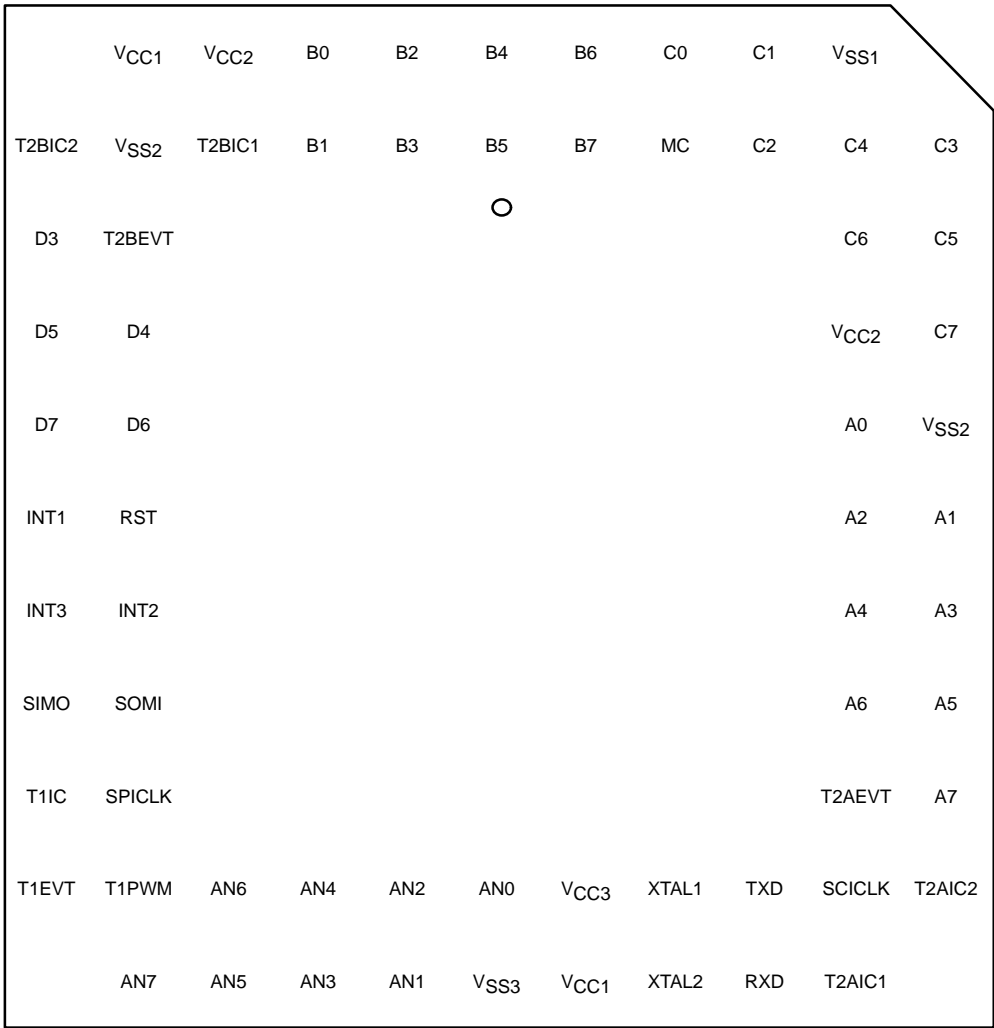 VCC1 VCC2 B0 B2 B4 B6 C0 C1 VSS1
T2BIC2 VSS2 T2BIC1 B1 B3 B5 B7 MC C2 C4 C3
D3 T2BEVT C6 C5
D5 D4 VCC2 C7
D7 D6 A0 VSS2
INT1 RST A2 A1
INT3 INT2 A4 A3
SIMO SOMI A6 A5
T1IC SPICLK T2AEVT A7
T1EVT T1PWM AN6 AN4 AN2 AN0 VCC3 XTAL1 TXD SCICLK T2AIC2
AN7 AN5 AN3 AN1 VSS3 VCC1 XTAL2 RXD T2AIC1